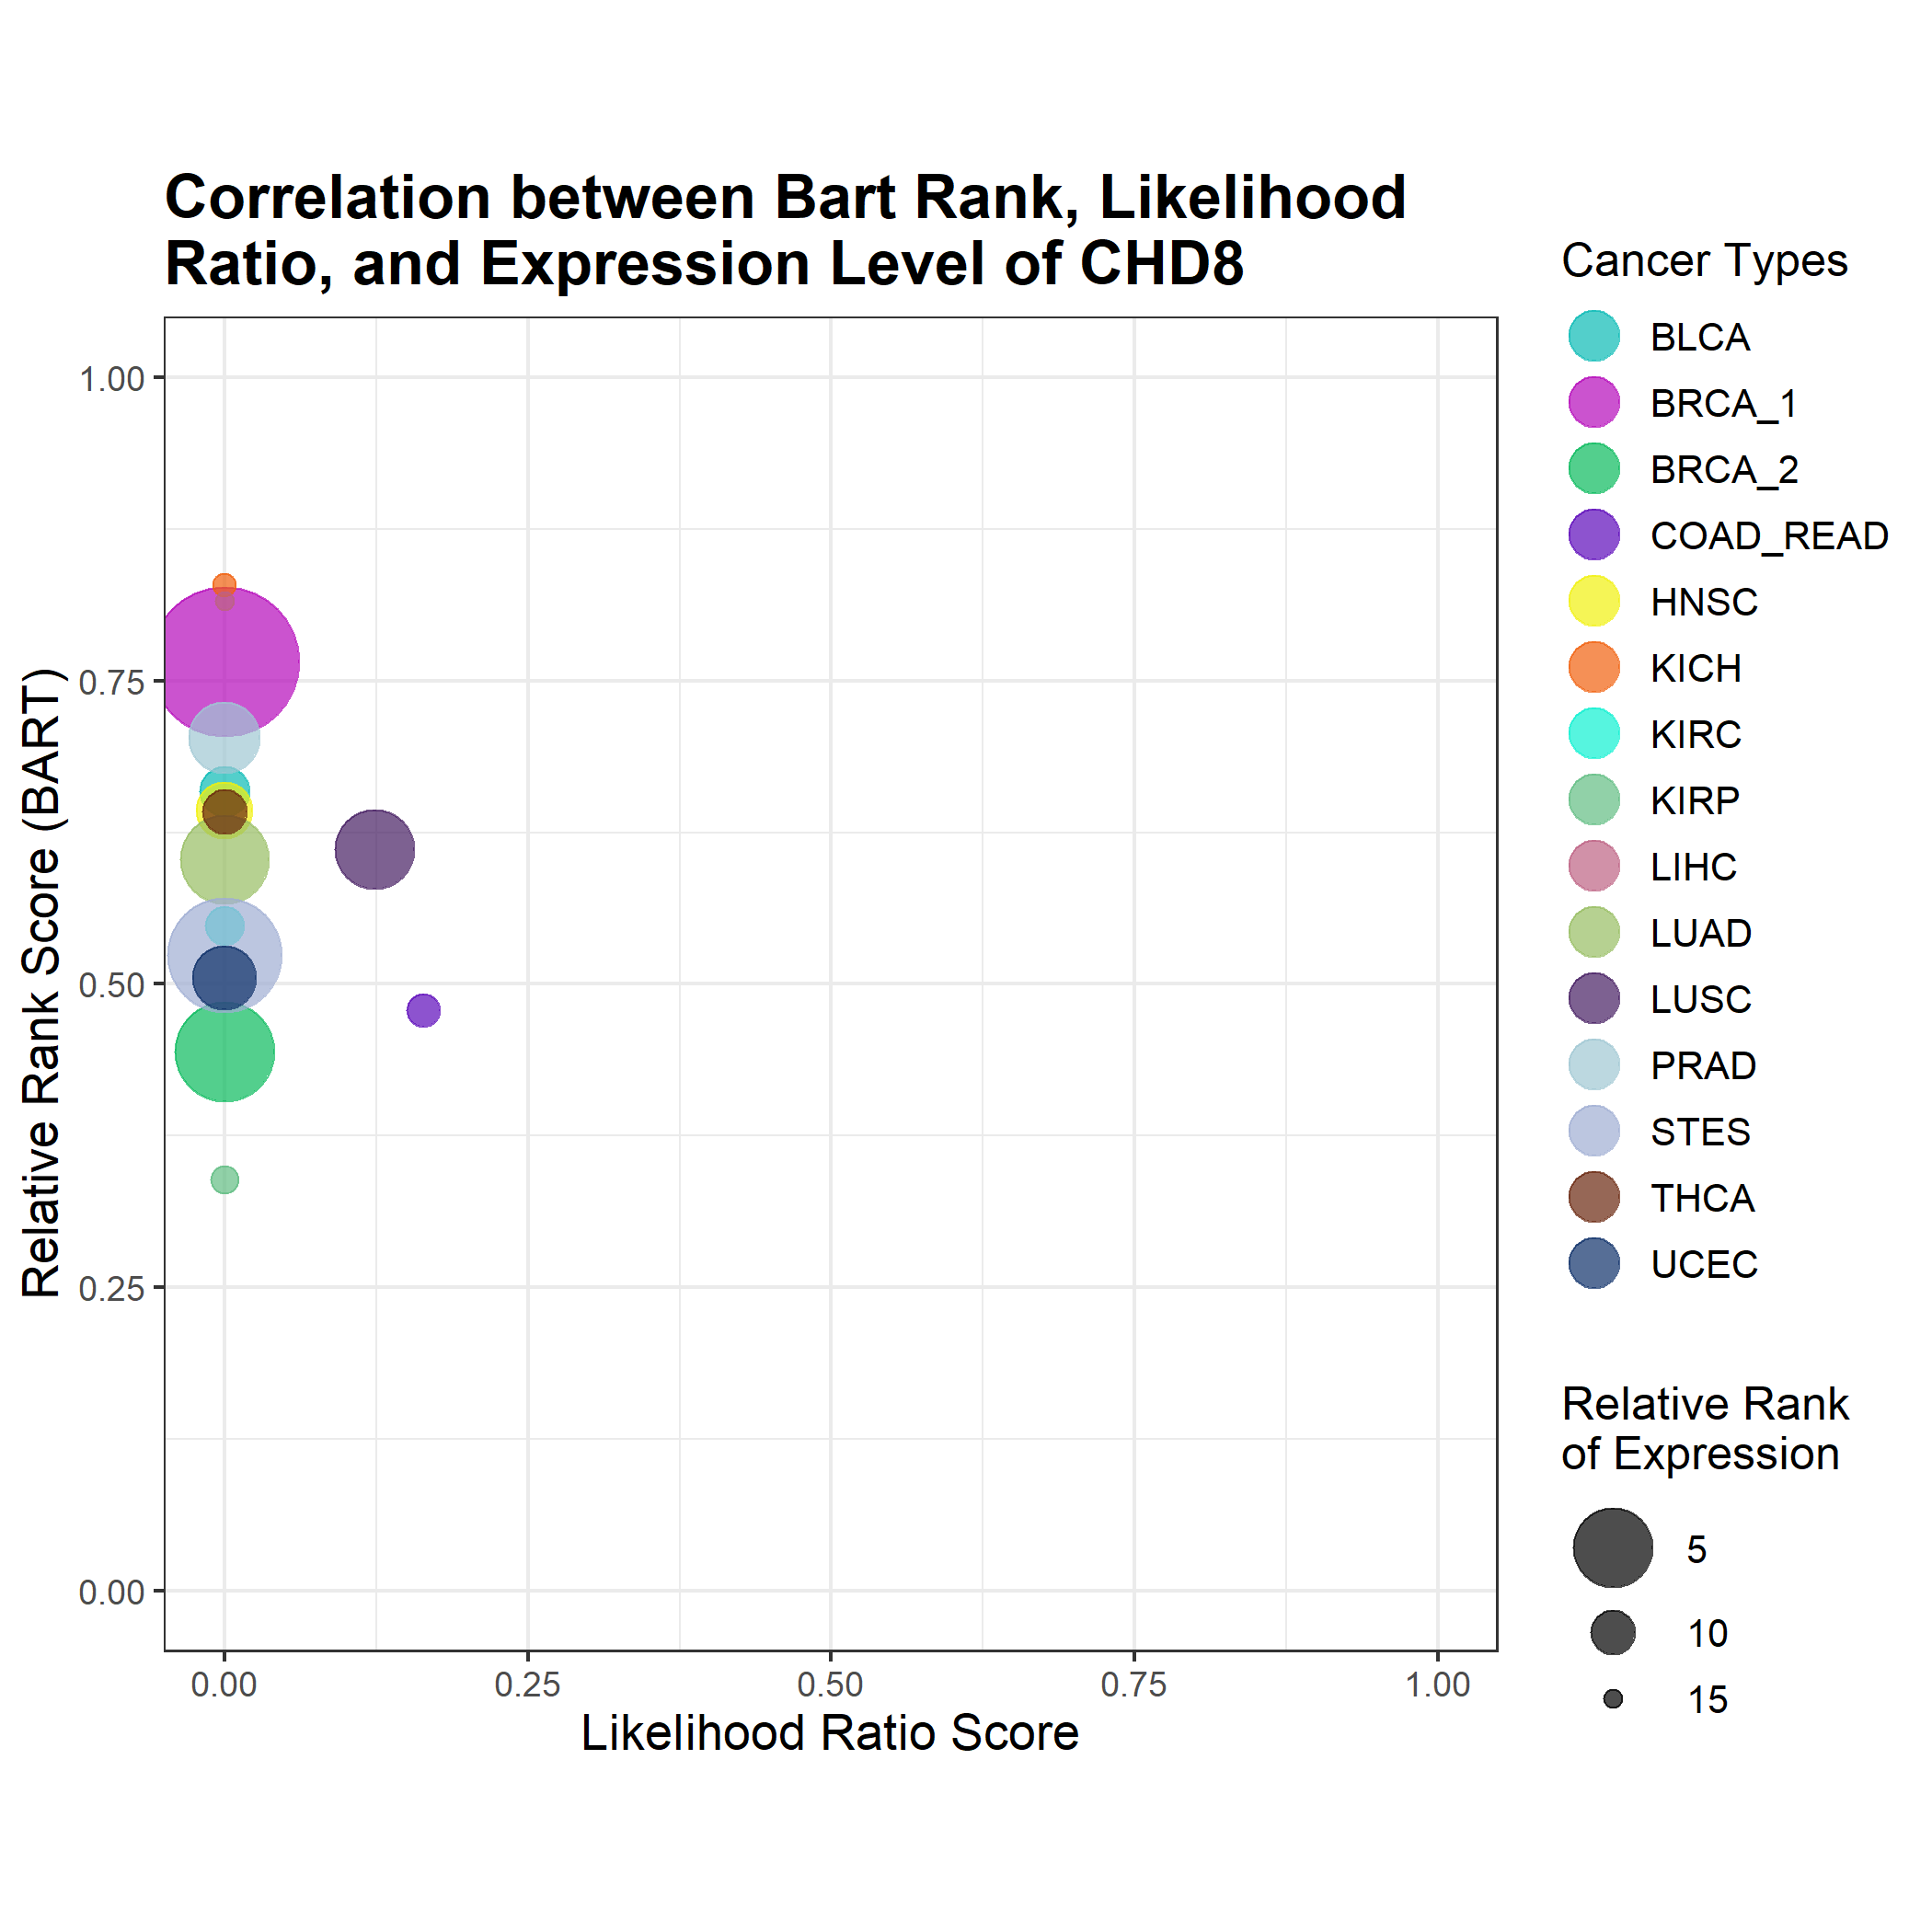 Correlation between Bart Rank, Likelihood
Ratio, and Expression Level of CHD8
Relative Rank Score (BART)
1.00
0.75
0.50
0.25
0.00
0.00
0.25
0.50
0.75
1.00
Likelihood Ratio Score
Cancer Types
BLCA
BRCA_1
BRCA_2
COAD_READ
HNSC
KICH
KIRC
KIRP
LIHC
LUAD
LUSC
PRAD
STES
THCA
UCEC
Relative Rank
of Expression
5
10
15